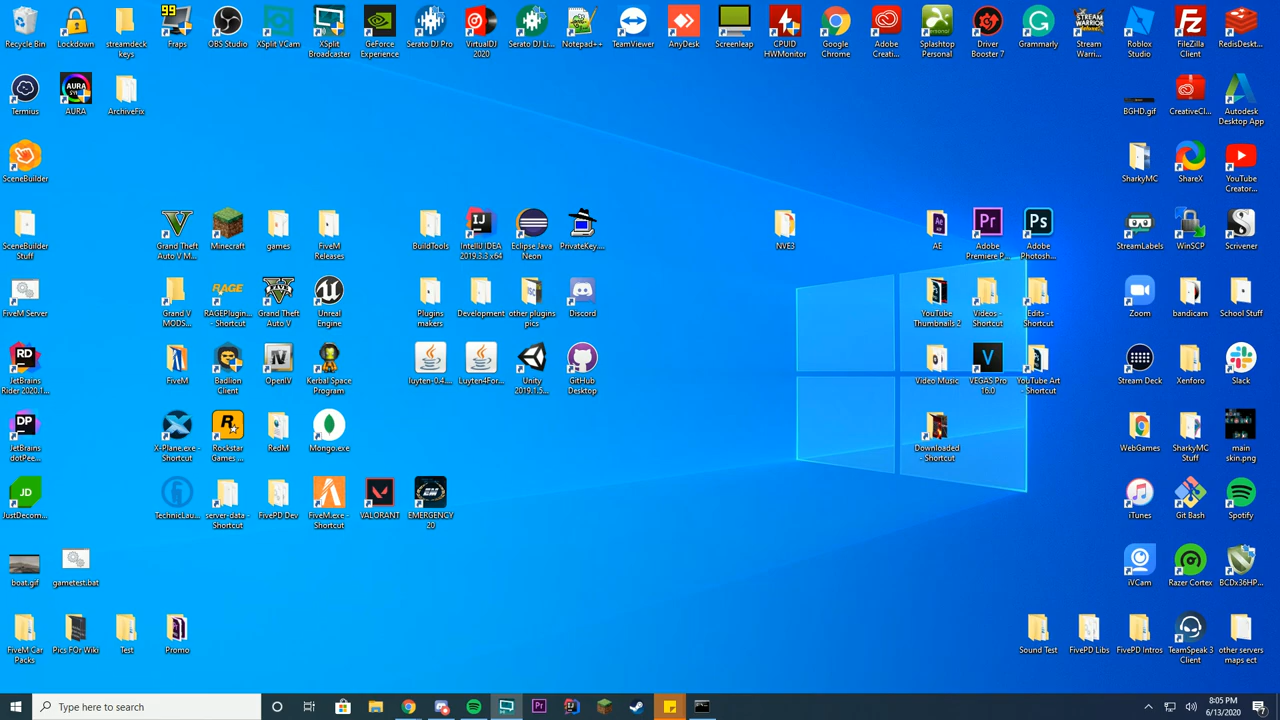 99
Recycle Bin
Lockdown
streamdeck keys
Fraps
OBS Studio
XSplit VCam
XSplit Broadcaster
GeForce Experience
Serato DJ Pro
VirtualDJ 2020
Serato DJ Li...
Notepad++
TeamViewer
AnyDesk
Screenleap
CPUID HWMonitor
Google Chrome
Adobe Creati...
Splashtop Personal
Driver Booster 7
Grammarly
Stream Warri...
Roblox Studio
FileZilla Client
RedisDeskt...
Termius
AURA
ArchiveFix
BGHD.gif
CreativeCl...
Autodesk Desktop App
SceneBuilder
SharkyMC
ShareX
YouTube Creator...
SceneBuilder Stuff
Grand Theft Auto V M...
Minecraft
games
FiveM Releases
BuildTools
IntelliJ IDEA 2019.3.3 x64
Eclipse Java Neon
PrivateKey....
NVE3
AE
Adobe Premiere P...
Adobe Photosh...
StreamLabels
WinSCP
Scrivener
FiveM Server
Grand V MODS...
RAGEPlugin... - Shortcut
Grand Theft Auto V
Unreal Engine
Plugins makers
Development
other plugins pics
Discord
YouTube Thumbnails 2
Videos - Shortcut
Edits - Shortcut
Zoom
bandicam
School Stuff
JetBrains Rider 2020.1...
FiveM
Badlion Client
OpenIV
Kerbal Space Program
luyten-0.4....
Luyten4For...
Unity 2019.1.5...
GitHub Desktop
Video Music
VEGAS Pro 16.0
YouTube Art - Shortcut
Stream Deck
Xenforo
Slack
JetBrains dotPee...
X-Plane.exe - Shortcut
Rockstar Games ...
RedM
Mongo.exe
Downloaded - Shortcut
WebGames
SharkyMC Stuff
main skin.png
JustDecom...
TechnicLau...
server-data - Shortcut
FivePD Dev
FiveM.exe - Shortcut
VALORANT
EMERGENCY 20
iTunes
Git Bash
Spotify
boat.gif
gametest.bat
iVCam
Razer Cortex
BCDx36HP...
FiveM Car Packs
Pics FOr Wiki
Test
Promo
Sound Test
FivePD Libs
FivePD Intros
TeamSpeak 3 Client
other servers maps ect
Type here to search
8:05 PM
6/13/2020